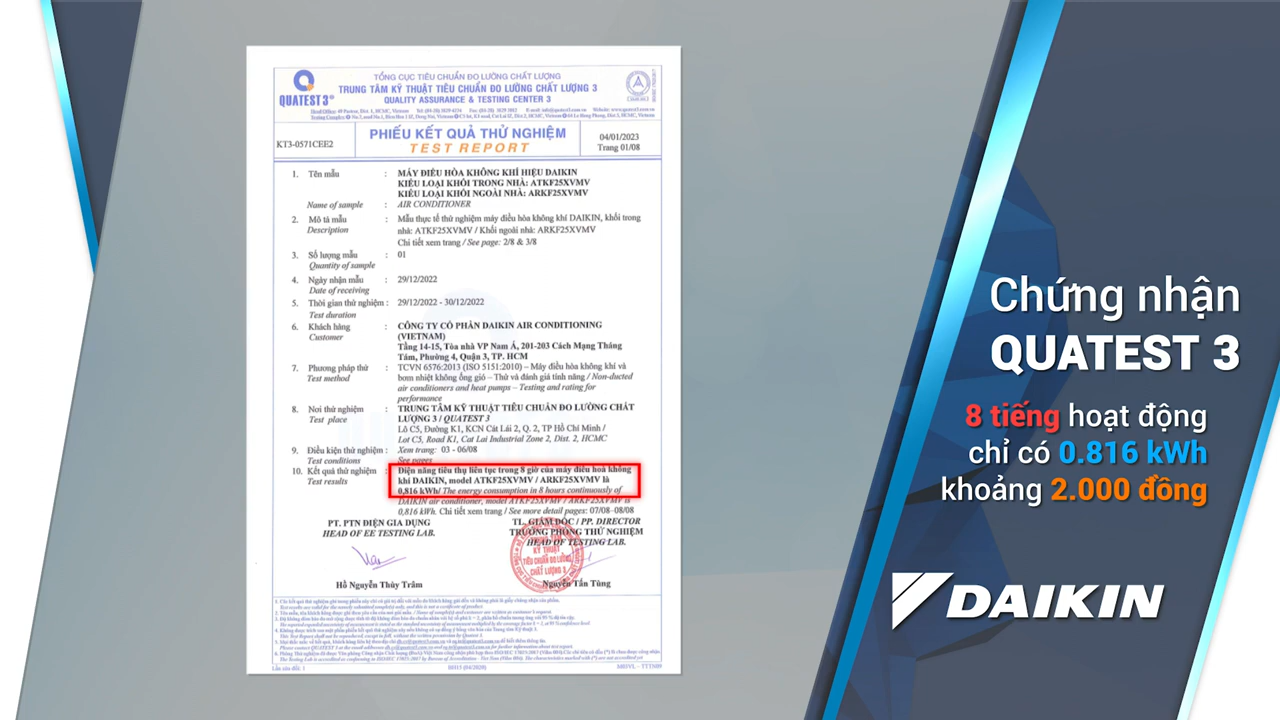 TỔNG CỤC TIÊU CHUẨN ĐO LƯỜNG CHẤT LƯỢNG
TRUNG TÂM KỸ THUẬT TIÊU CHUẨN ĐO LƯỜNG CHẤT LƯỢNG 3
QUALITY ASSURANCE & TESTING CENTER 3
QUATEST 3®
PHIẾU KẾT QUẢ THỬ NGHIỆM
TEST REPORT
KT3-0571CEE2
04/01/2023
Trang 01/08
1. Tên mẫu : MÁY ĐIỀU HÒA KHÔNG KHÍ HIỆU DAIKIN
KIỂU LOẠI KHỐI TRONG NHÀ: ATKF25XVMV
KIỂU LOẠI KHỐI NGOÀI NHÀ: ARKF25XVMV
Name of sample : AIR CONDITIONER
2. Mô tả mẫu : Mẫu thực tế thử nghiệm máy điều hòa không khí DAIKIN, khối trong
Description nhà: ATKF25XVMV / Khối ngoài nhà: ARKF25XVMV
Chi tiết xem trang / See page: 2/8 & 3/8
3. Số lượng mẫu : 01
Quantity of sample
4. Ngày nhận mẫu : 29/12/2022
Date of receiving
5. Thời gian thử nghiệm : 29/12/2022 - 30/12/2022
Test duration
6. Khách hàng : CÔNG TY CỔ PHẦN DAIKIN AIR CONDITIONING
Customer (VIETNAM)
Tầng 14-15, Tòa nhà VP Nam Á, 201-203 Cách Mạng Tháng
Tám, Phường 4, Quận 3, TP. HCM
7. Phương pháp thử : TCVN 6576:2013 (ISO 5151:2010) – Máy điều hòa không khí và
Test method bơm nhiệt không ống gió – Thử và đánh giá tính năng / Non-ducted
air conditioners and heat pumps – Testing and rating for
performance
8. Nơi thử nghiệm : TRUNG TÂM KỸ THUẬT TIÊU CHUẨN ĐO LƯỜNG CHẤT
Test place LƯỢNG 3 / QUATEST 3
Lô C5, Đường K1, KCN Cát Lái 2, Q. 2, TP Hồ Chí Minh /
Lot C5, Road K1, Cat Lai Industrial Zone 2, Dist. 2, HCMC
9. Điều kiện thử nghiệm : Xem trang: 03 - 06/08
Test conditions See pages
10. Kết quả thử nghiệm : Điện năng tiêu thụ liên tục trong 8 giờ của máy điều hoà không
Test results khí DAIKIN, model ATKF25XVMV / ARKF25XVMV là
0,816 kWh/ The energy consumption in 8 hours continuously of
DAIKIN air conditioner, model ATKF25XVMV / ARKF25XVMV is
0,816 kWh. Chi tiết xem trang / See more detail pages: 07/08–08/08
PT. PTN ĐIỆN GIA DỤNG
HEAD OF EE TESTING LAB.
TL. GIÁM ĐỐC / PP. DIRECTOR
TRƯỞNG PHÒNG THỬ NGHIỆM
HEAD OF TESTING LAB.
KỸ THUẬT
TIÊU CHUẨN ĐO LƯỜNG
CHẤT LƯỢNG 3
Hồ Nguyễn Thùy Trâm
Nguyễn Tấn Tùng
Chứng nhận
QUATEST 3
8 tiếng hoạt động
chỉ có 0.816 kWh
khoảng 2.000 đồng
DAIKIN